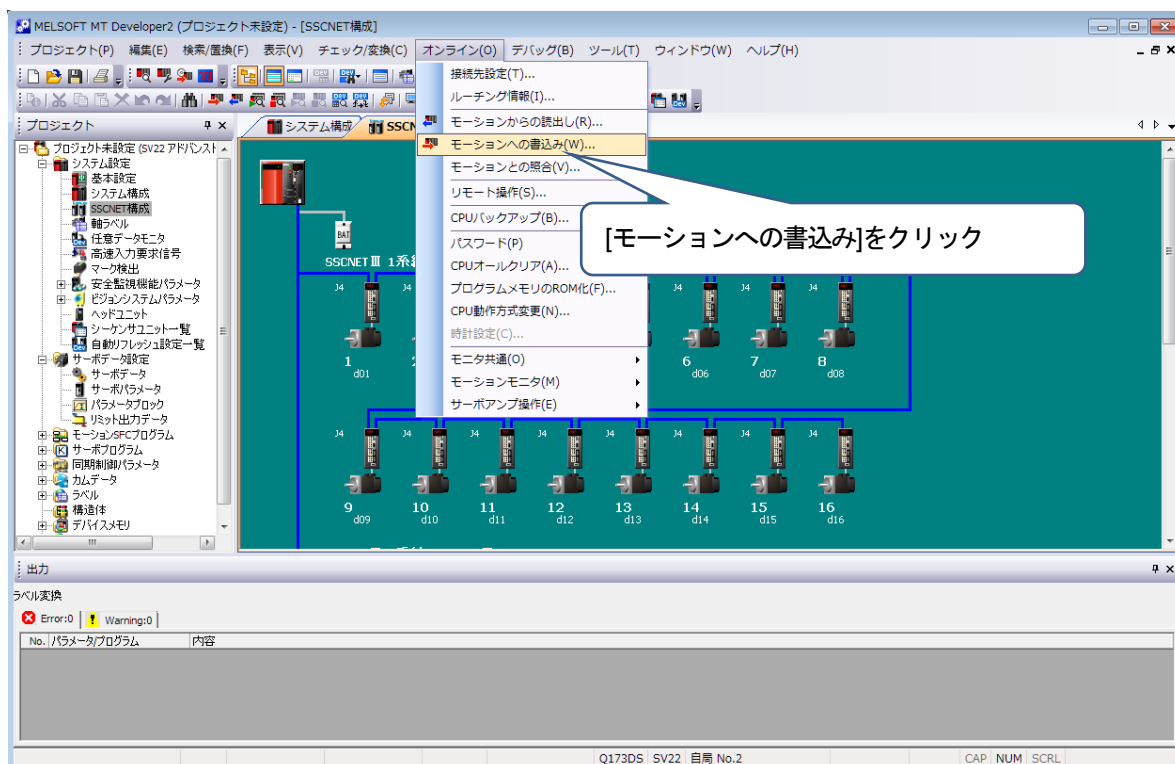 MELSOFT MT Developer2 (プロジェクト未設定) - [SSCNET構成]
プロジェクト(P) 編集(E) 検索/置換(F) 表示(V) チェック/変換(C) オンライン(O) デバッグ(B) ツール(T) ウィンドウ(W) ヘルプ(H)
接続先設定(T)...
ルーチング情報(I)...
モーションからの読出し(R)...
モーションへの書込み(W)...
モーションとの照合(V)...
リモート操作(S)...
CPUバックアップ(B)...
パスワード(P)
CPUオールクリア(A)...
プログラムメモリのROM化(F)...
CPU動作方式変更(N)...
時計設定(C)...
モニタ共通(O)
モーションモニタ(M)
サーボアンプ操作(E)
[モーションへの書込み]をクリック
プロジェクト
プロジェクト未設定 (SV22 アドバンスト
システム設定
基本設定
システム構成
SSCNET構成
軸ラベル
任意データモニタ
高速入力要求信号
マーク検出
安全監視機能パラメータ
ビジョンシステムパラメータ
ヘッドユニット
シーケンサユニット一覧
自動リフレッシュ設定一覧
サーボデータ設定
サーボデータ
サーボパラメータ
パラメータブロック
リミット出力データ
モーションSFCプログラム
サーボプログラム
同期制御パラメータ
カムデータ
ラベル
構造体
デバイスメモリ
システム構成 SSCN
BAT
SSCNETⅢ 1系
J4 J4 J4 J4 J4
1 6 7 8
d01 d06 d07 d08
J4 J4 J4 J4 J4 J4 J4 J4
9 10 11 12 13 14 15 16
d09 d10 d11 d12 d13 d14 d15 d16
出力
ラベル変換
Error:0 Warning:0
No. パラメータ/プログラム 内容
Q173DS SV22 自局 No.2 CAP NUM SCRL